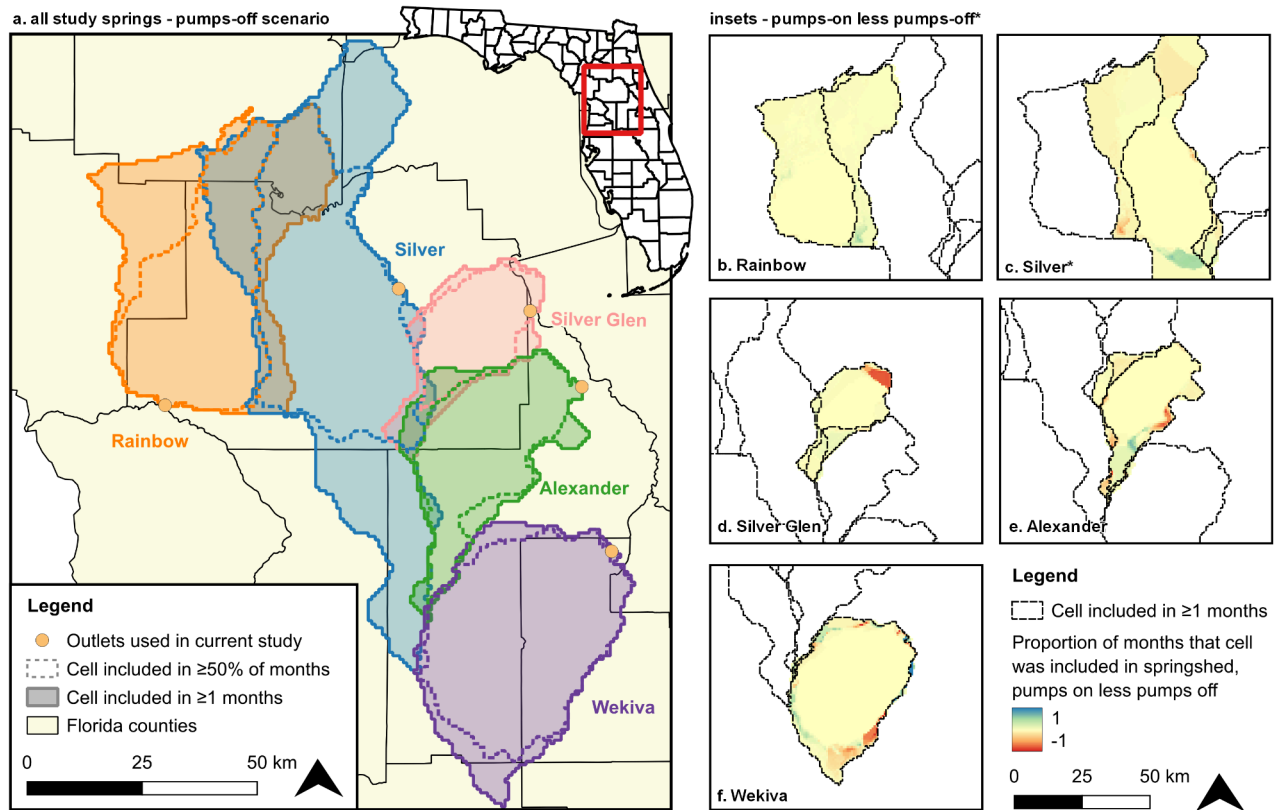 a. all study springs - pumps-off scenario
Silver
Silver Glen
Rainbow
Alexander
Wekiva
Legend
Outlets used in current study
Cell included in ≥50% of months
Cell included in ≥1 months
Florida counties
0 25 50 km
insets - pumps-on less pumps-off*
b. Rainbow
c. Silver*
d. Silver Glen
e. Alexander
f. Wekiva
Legend
Cell included in ≥1 months
Proportion of months that cell
was included in springshed,
pumps on less pumps off
1
-1
0 25 50 km